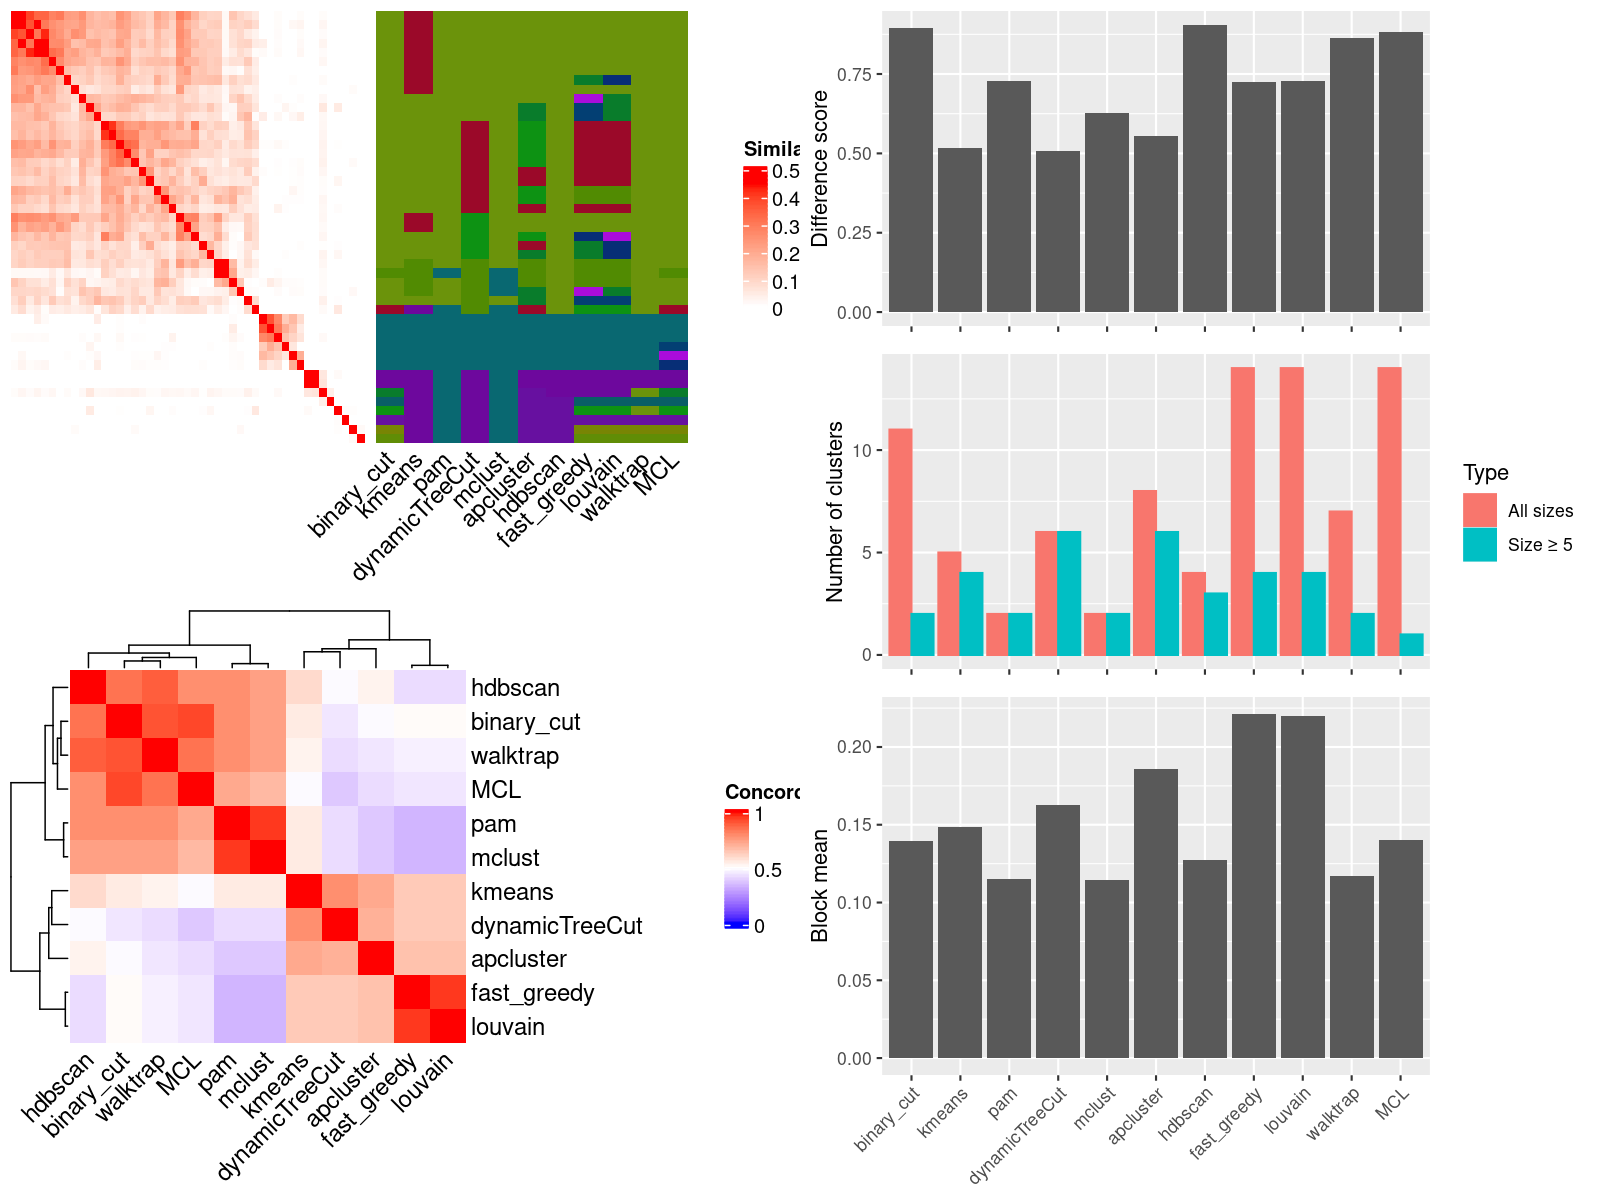 Simila
0.5
0.4
0.3
0.2
0.1
0
binary_cut
kmeans
pam
dynamicTreeCut
mclust
apcluster
hdbscan
fast_greedy
louvain
walktrap
MCL
Difference score
0.75
0.50
0.25
0.00
Number of clusters
10
5
0
Type
All sizes
Size ≥ 5
hdbscan
binary_cut
walktrap
MCL
pam
mclust
kmeans
dynamicTreeCut
apcluster
fast_greedy
louvain
hdbscan
binary_cut
walktrap
MCL
pam
mclust
kmeans
dynamicTreeCut
apcluster
fast_greedy
louvain
Concord
1
0.5
0
Block mean
0.20
0.15
0.10
0.05
0.00
binary_cut
kmeans
pam
dynamicTreeCut
mclust
apcluster
hdbscan
fast_greedy
louvain
walktrap
MCL